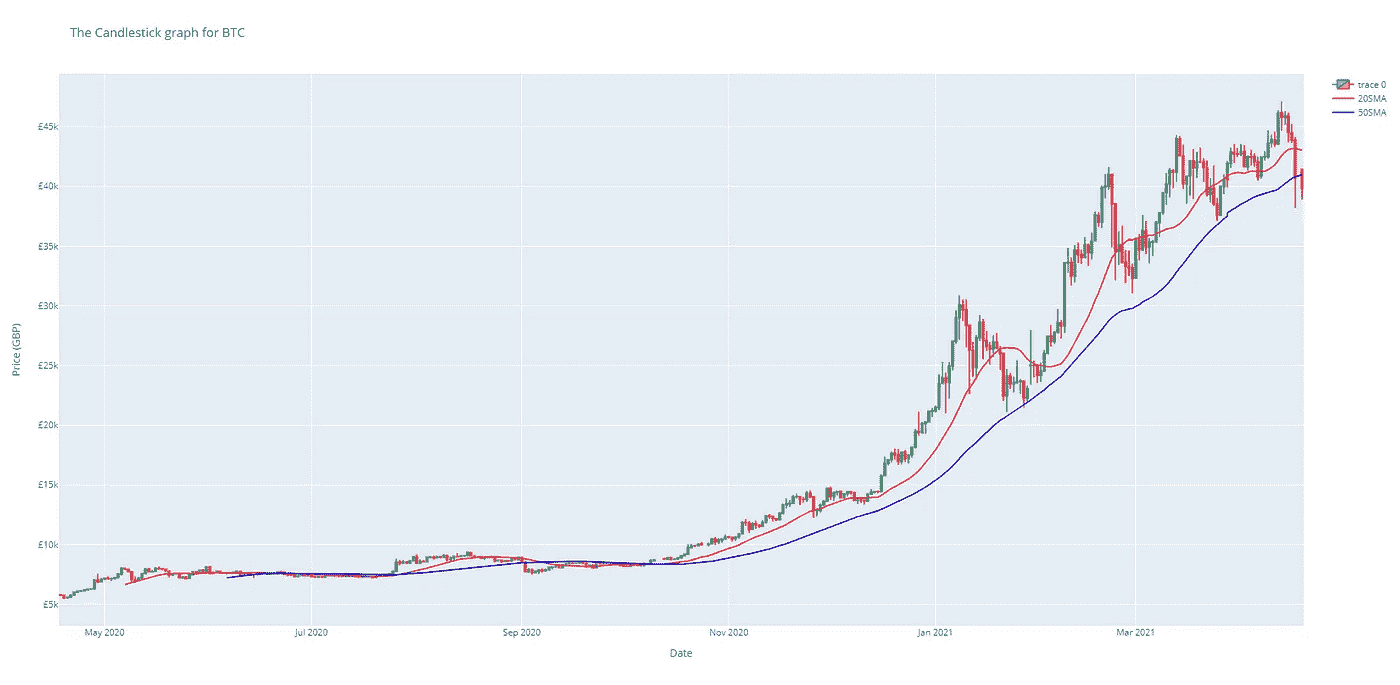 The Candlestick graph for BTC
trace 0
20SMA
50SMA
£45k
£40k
£35k
£30k
£25k
£20k
£15k
£10k
£5k
Price (GBP)
May 2020
Jul 2020
Sep 2020
Nov 2020
Jan 2021
Mar 2021
Date